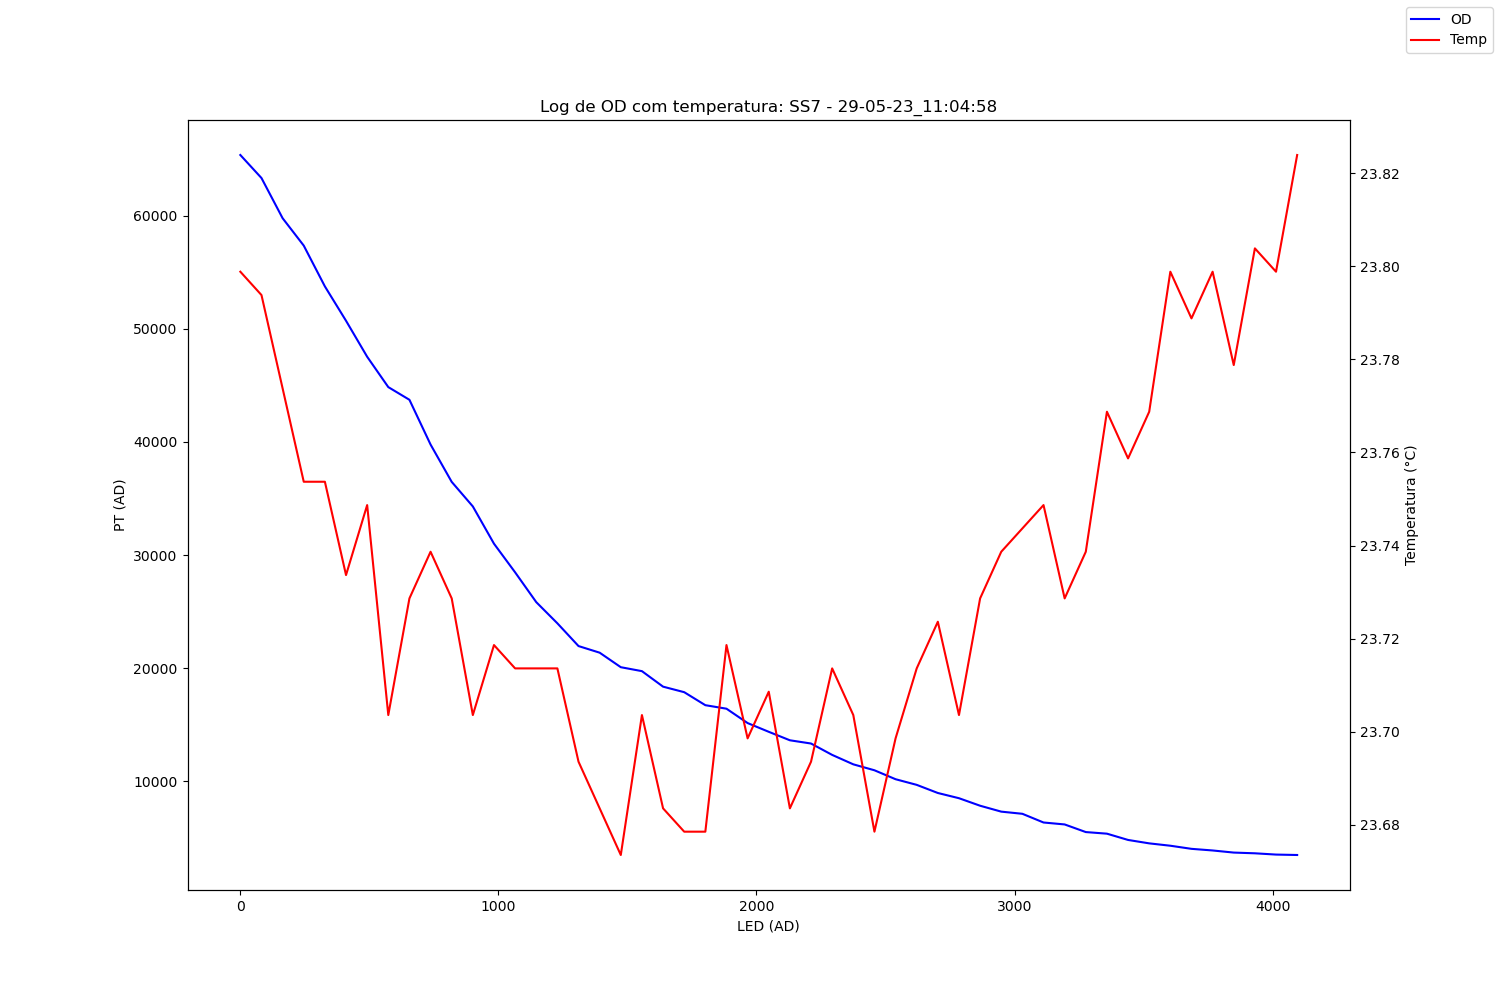 OD
Temp
Log de OD com temperatura: SS7 - 29-05-23_11:04:58
60000
50000
40000
30000
20000
10000
PT (AD)
23.82
23.80
23.78
23.76
23.74
23.72
23.70
23.68
Temperatura (°C)
0 1000 2000 3000 4000
LED (AD)